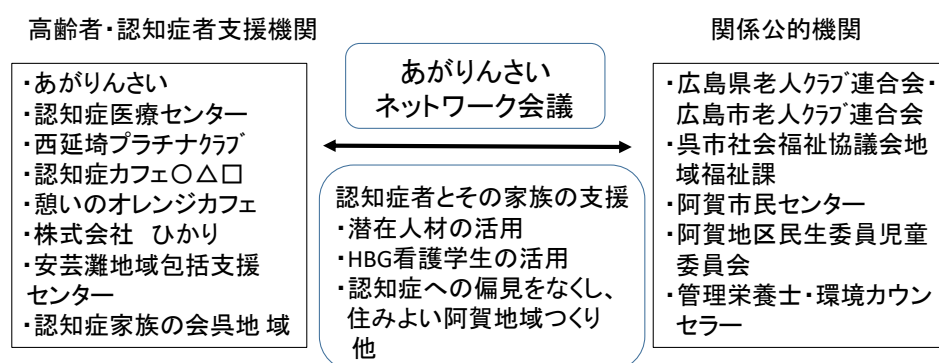 高齢者・認知症者支援機関
・あがりんさい
・認知症医療センター
・西延埼プラチナｸﾗﾌﾞ
・認知症カフェ〇△□
・憩いのオレンジカフェ
・株式会社　ひかり
・安芸灘地域包括支援
センター
・認知症家族の会呉地 域
あがりんさい
ネットワーク会議
認知症者とその家族の支援
・潜在人材の活用
・HBG看護学生の活用
・認知症への偏見をなくし、
住みよい阿賀地域つくり
他
関係公的機関
・広島県老人ｸﾗﾌﾞ連合会・
広島市老人ｸﾗﾌﾞ連合会
・呉市社会福祉協議会地
域福祉課
・阿賀市民センター
・阿賀地区民生委員児童
委員会
・管理栄養士・環境カウン
セラー